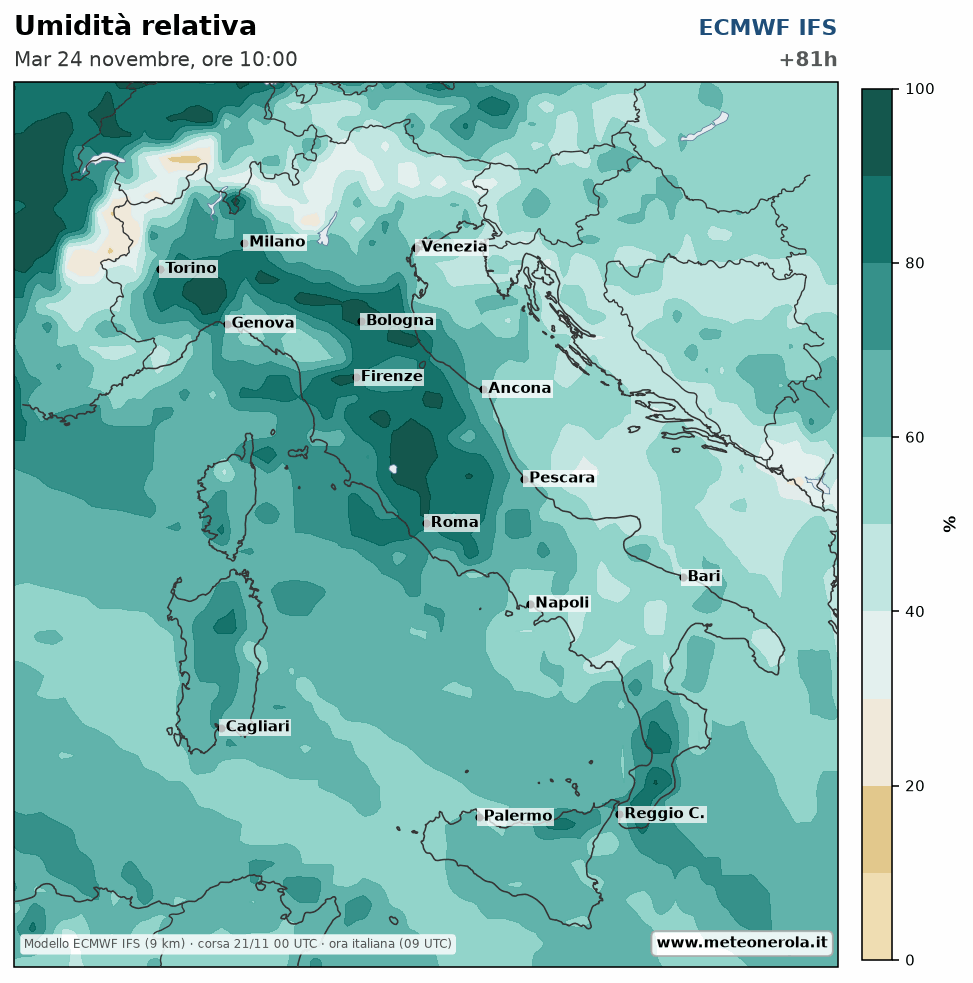 Umidità relativa
ECMWF IFS
Mar 24 novembre, ore 10:00
+81h
100
80
60
40
20
0
%
Milano
Venezia
Torino
Genova
Bologna
Firenze
Ancona
Pescara
Roma
Bari
Napoli
Cagliari
Palermo
Reggio C.
Modello ECMWF IFS (9 km) · corsa 21/11 00 UTC · ora italiana (09 UTC)
www.meteonerola.it